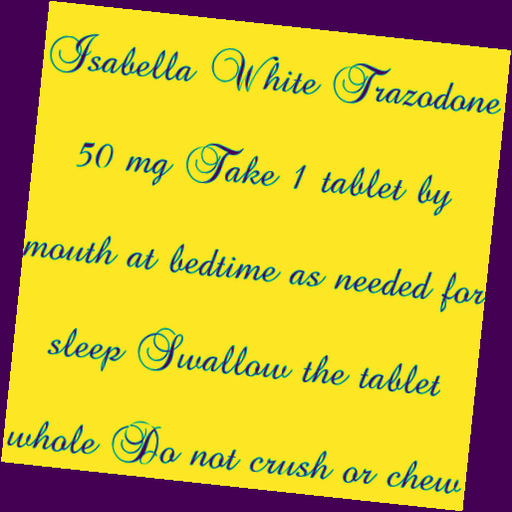 Isabella White Trazodone
50 mg Take 1 tablet by
mouth at bedtime as needed for
sleep Swallow the tablet
whole Do not crush or chew